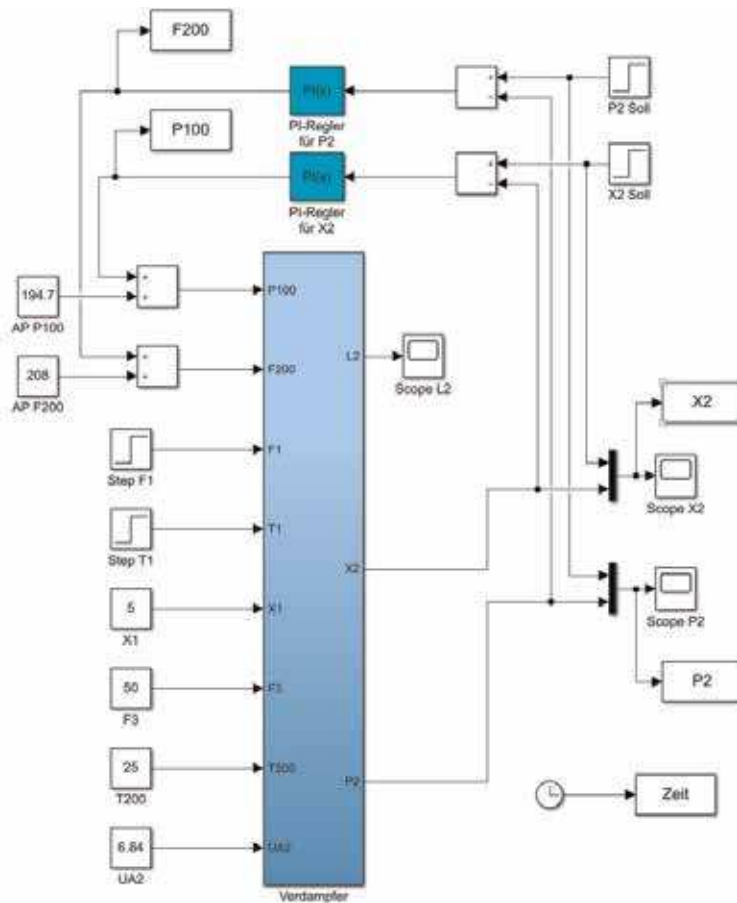 F200
PI(s)
PI-Regler
für P2
P2 Soll
P100
PI(s)
PI-Regler
für X2
X2 Soll
194.7
AP P100
P100
208
AP F200
F200
L2
Scope L2
X2
Step F1
F1
Scope X2
Step T1
T1
X2
5
X1
X1
Scope P2
50
F3
F3
P2
25
T200
T200
P2
Zeit
6.84
UA2
UA2
Verdampfer